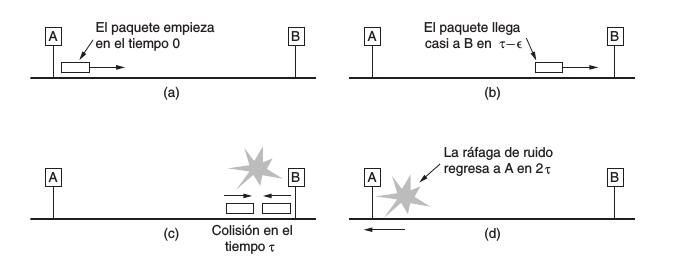 A
El paquete empieza
en el tiempo 0
B
(a)
A
El paquete llega
casi a B en τ−ϵ
B
(b)
A
B
(c)
Colisión en el
tiempo τ
A
La ráfaga de ruido
regresa a A en 2τ
B
(d)